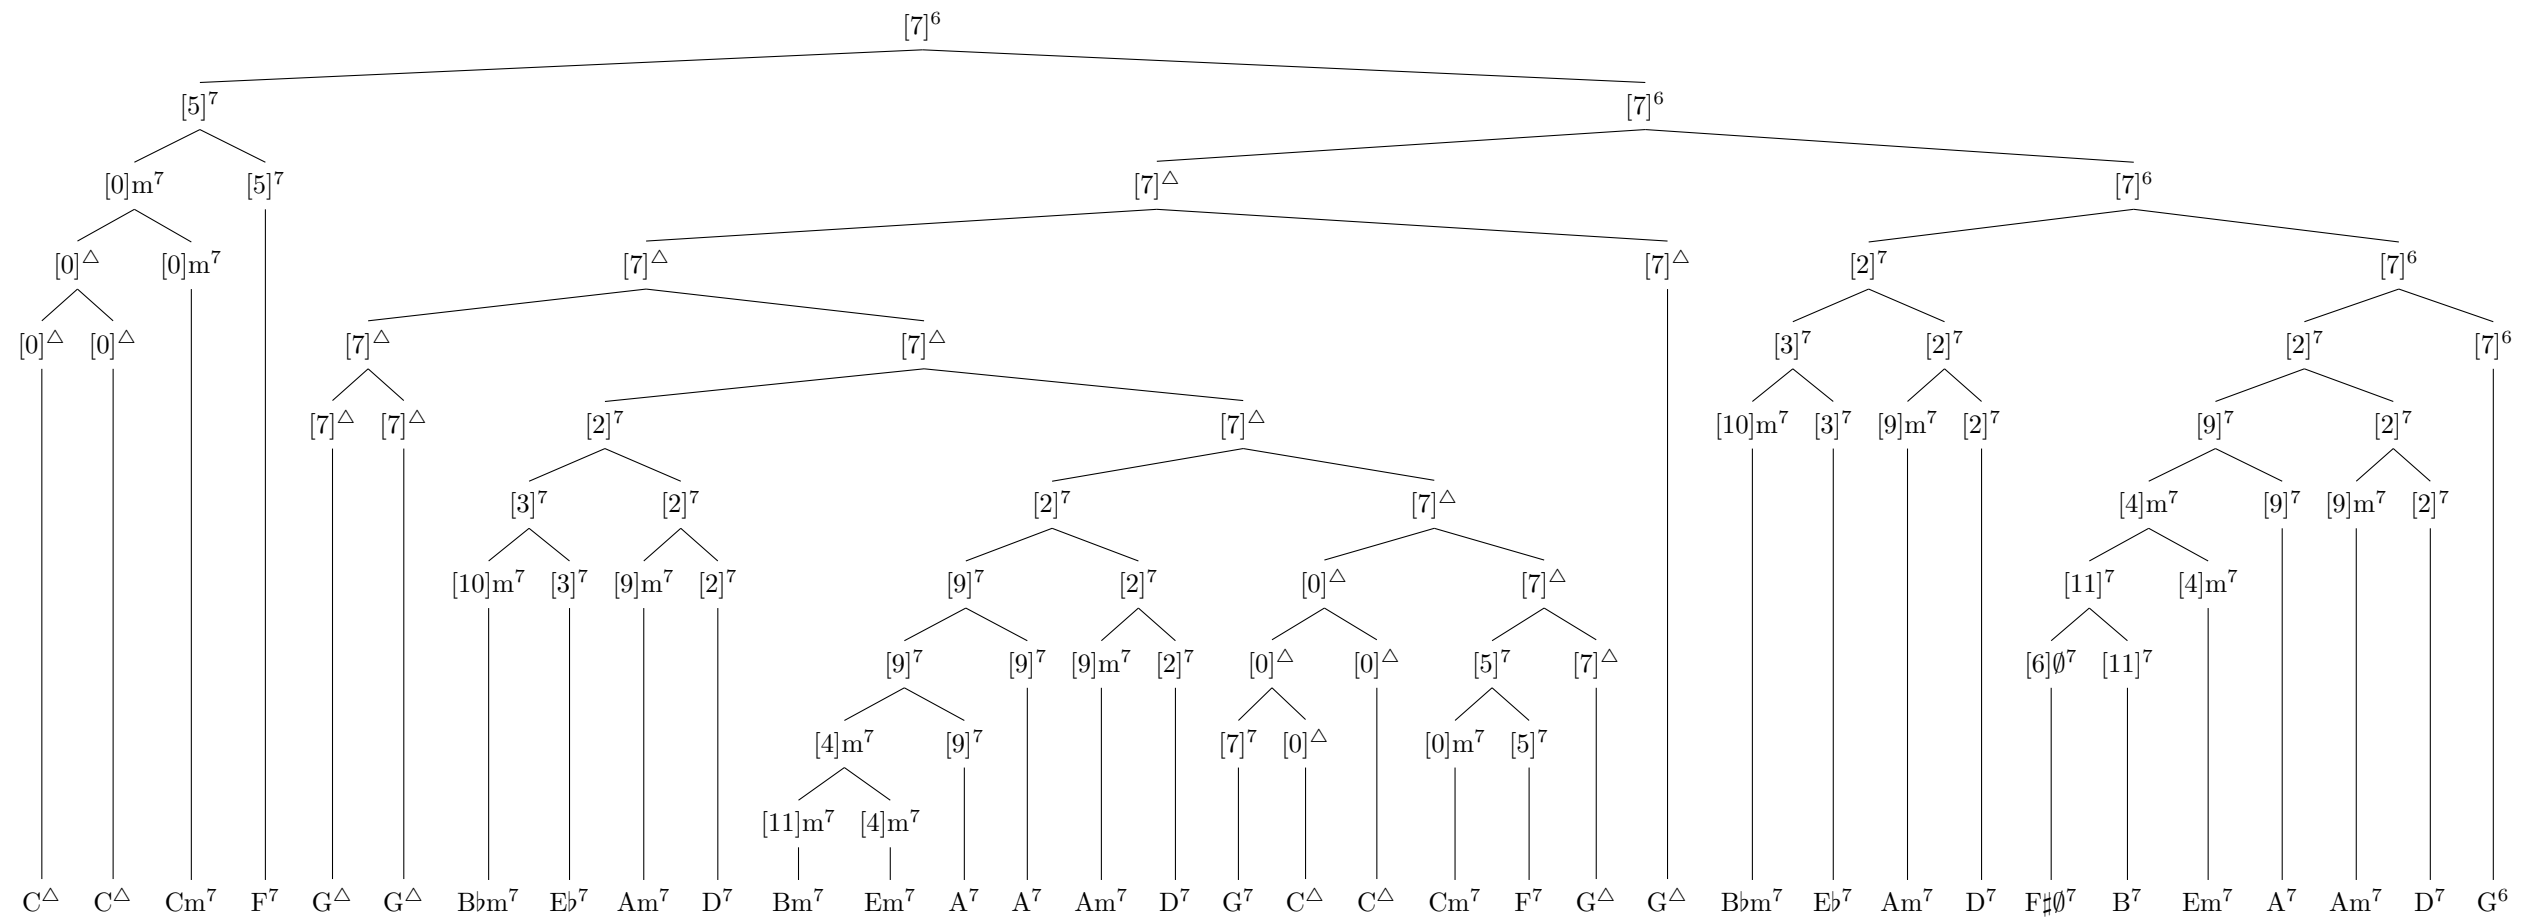 [7]⁶
[5]⁷ [7]⁶
[0]m⁷ [5]⁷ [7]△ [7]⁶
[0]△ [0]m⁷ [7]△ [7]△ [2]⁷ [7]⁶
[0]△ [0]△ [7]△ [7]△ [3]⁷ [2]⁷ [2]⁷ [7]⁶
[7]△ [7]△ [2]⁷ [7]△ [10]m⁷ [3]⁷ [9]m⁷ [2]⁷ [9]⁷ [2]⁷
[3]⁷ [2]⁷ [2]⁷ [7]△ [4]m⁷ [9]⁷ [9]m⁷ [2]⁷
[10]m⁷ [3]⁷ [9]m⁷ [2]⁷ [9]⁷ [2]⁷ [0]△ [7]△ [11]⁷ [4]m⁷
[9]⁷ [9]⁷ [9]m⁷ [2]⁷ [0]△ [0]△ [5]⁷ [7]△ [6]∅⁷ [11]⁷
[4]m⁷ [9]⁷ [7]⁷ [0]△ [0]m⁷ [5]⁷
[11]m⁷ [4]m⁷
C△ C△ Cm⁷ F⁷ G△ G△ B♭m⁷ E♭⁷ Am⁷ D⁷ Bm⁷ Em⁷ A⁷ A⁷ Am⁷ D⁷ G⁷ C△ C△ Cm⁷ F⁷ G△ G△ B♭m⁷ E♭⁷ Am⁷ D⁷ F♯∅⁷ B⁷ Em⁷ A⁷ Am⁷ D⁷ G⁶